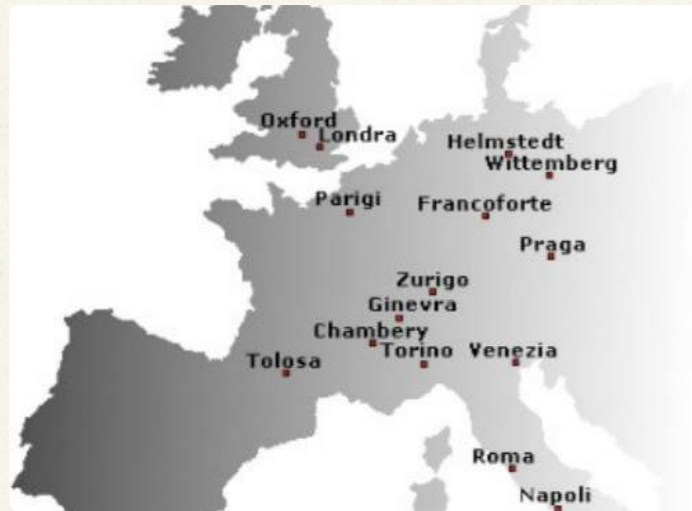 Oxford
Londra
Helmstedt
Wittemberg
Parigi
Francoforte
Praga
Zurigo
Ginevra
Chambery
Torino
Venezia
Tolosa
Roma
Napoli